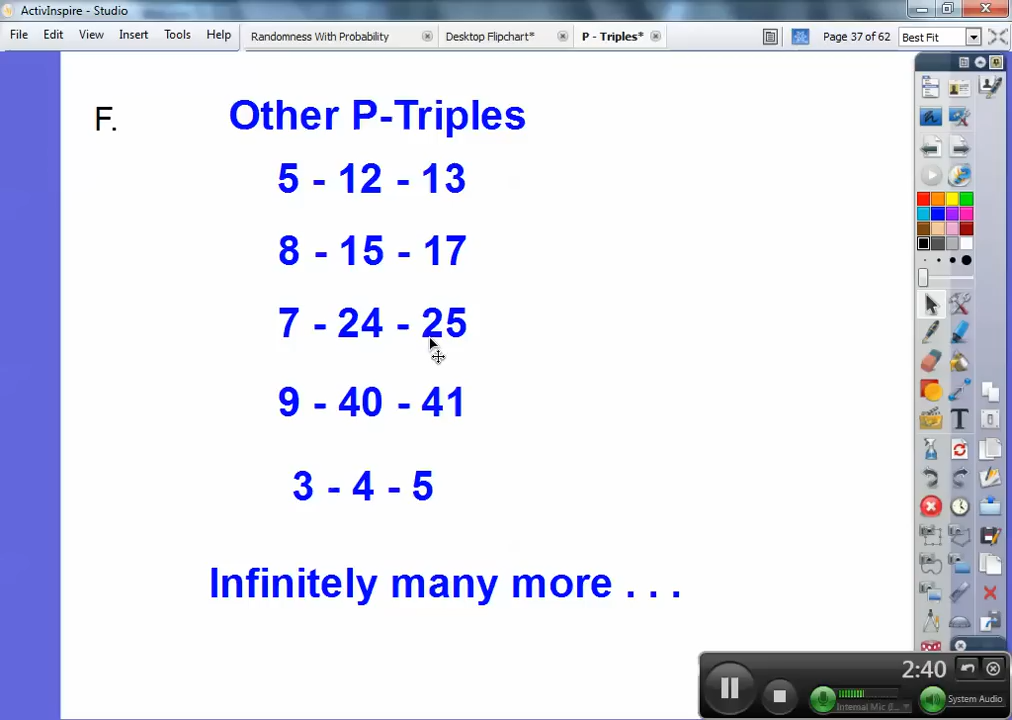 ActivInspire - Studio
File Edit View Insert Tools Help
Randomness With Probability Desktop Flipchart* P - Triples* Page 37 of 62 Best Fit
F. Other P-Triples
5 - 12 - 13
8 - 15 - 17
7 - 24 - 25
9 - 40 - 41
3 - 4 - 5
Infinitely many more . . .
2:40
Internal Mic (I... System Audio